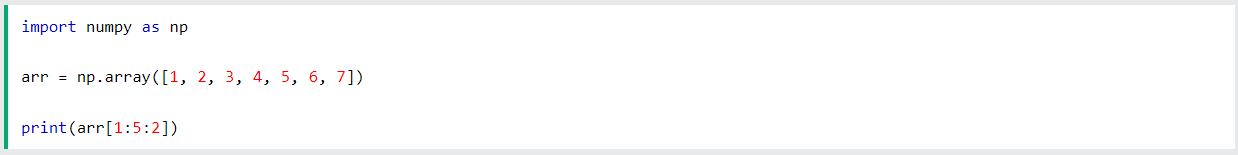 import numpy as np
arr = np.array([1, 2, 3, 4, 5, 6, 7])
print(arr[1:5:2])